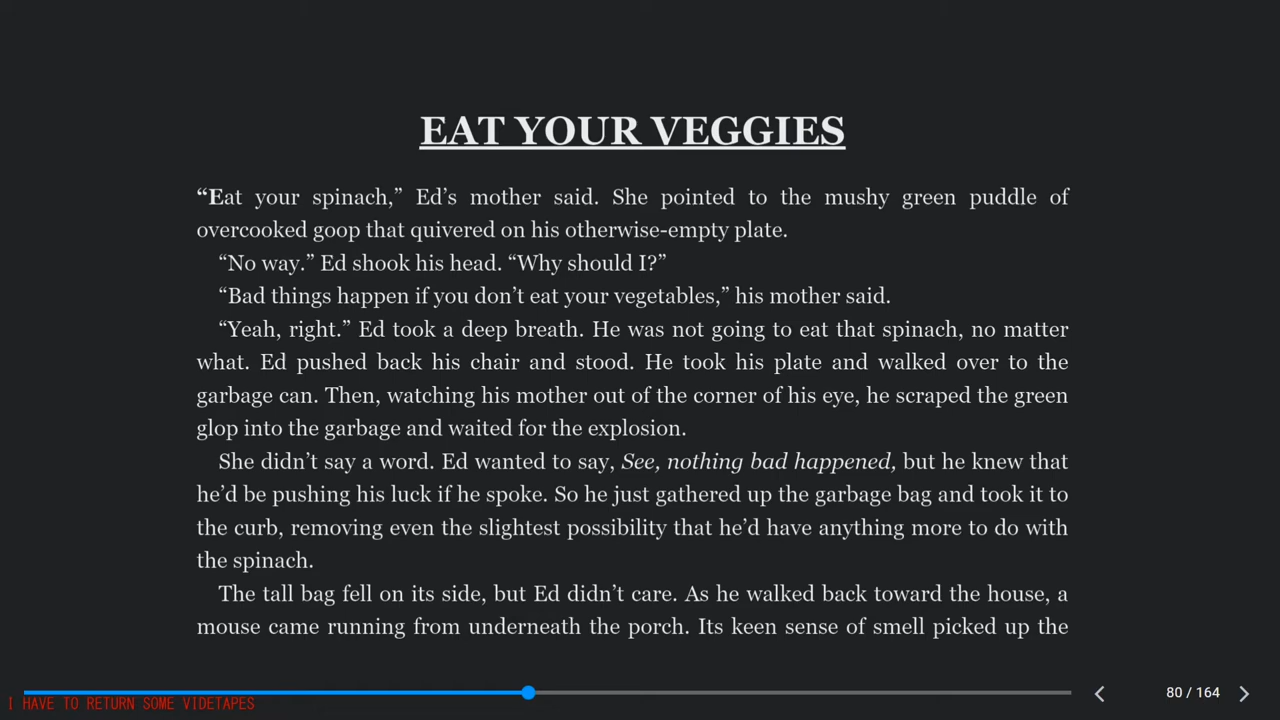 EAT YOUR VEGGIES
“Eat your spinach,” Ed’s mother said. She pointed to the mushy green puddle of
overcooked goop that quivered on his otherwise-empty plate.
“No way.” Ed shook his head. “Why should I?”
“Bad things happen if you don’t eat your vegetables,” his mother said.
“Yeah, right.” Ed took a deep breath. He was not going to eat that spinach, no matter
what. Ed pushed back his chair and stood. He took his plate and walked over to the
garbage can. Then, watching his mother out of the corner of his eye, he scraped the green
glop into the garbage and waited for the explosion.
She didn’t say a word. Ed wanted to say, See, nothing bad happened, but he knew that
he’d be pushing his luck if he spoke. So he just gathered up the garbage bag and took it to
the curb, removing even the slightest possibility that he’d have anything more to do with
the spinach.
The tall bag fell on its side, but Ed didn’t care. As he walked back toward the house, a
mouse came running from underneath the porch. Its keen sense of smell picked up the
80 / 164
I HAVE TO RETURN SOME VIDETAPES